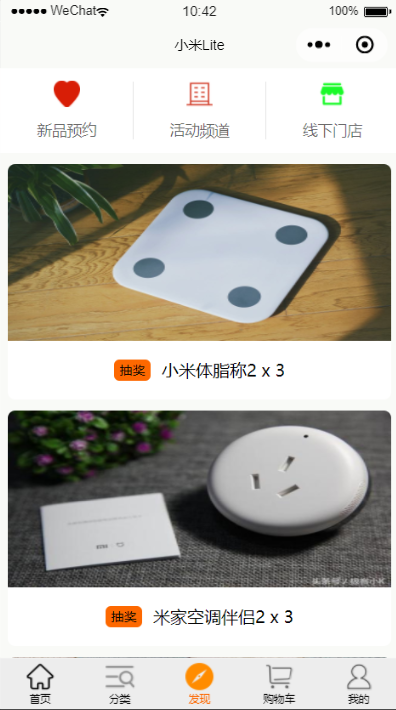 WeChat 10:42 100%
小米Lite
新品预约 活动频道 线下门店
抽奖 小米体脂称2 x 3
抽奖 米家空调伴侣2 x 3
首页 分类 发现 购物车 我的